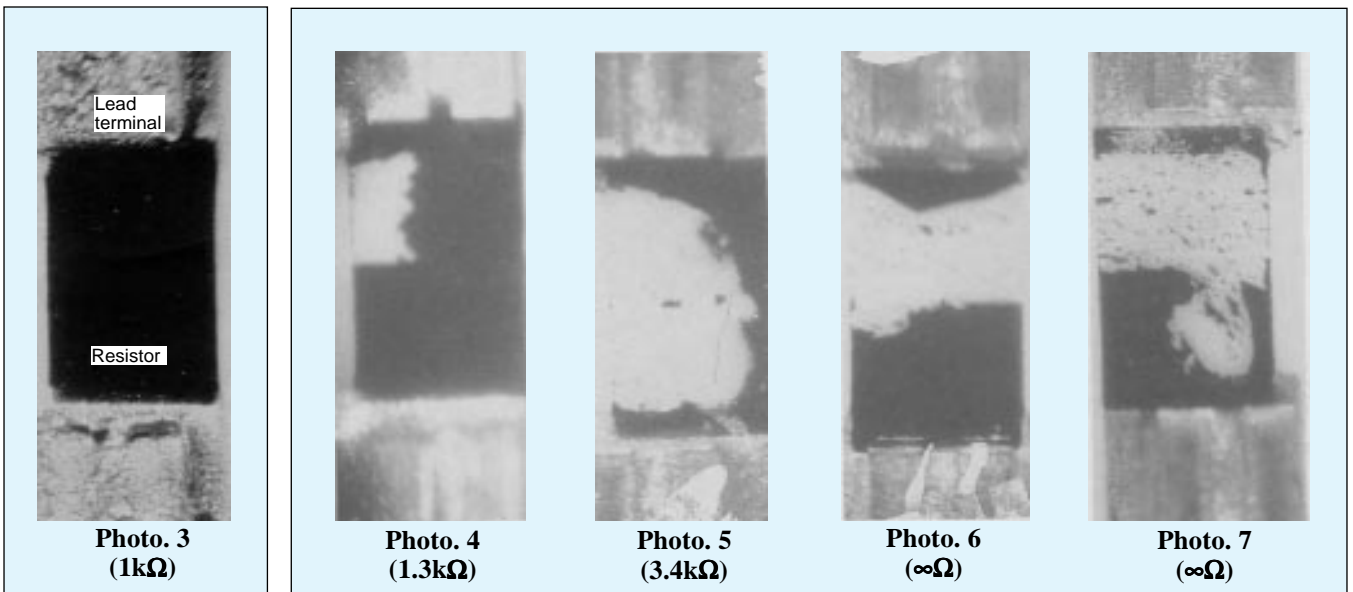 Lead
terminal
Resistor
Photo. 3
(1kΩ)
Photo. 4
(1.3kΩ)
Photo. 5
(3.4kΩ)
Photo. 6
(∞Ω)
Photo. 7
(∞Ω)